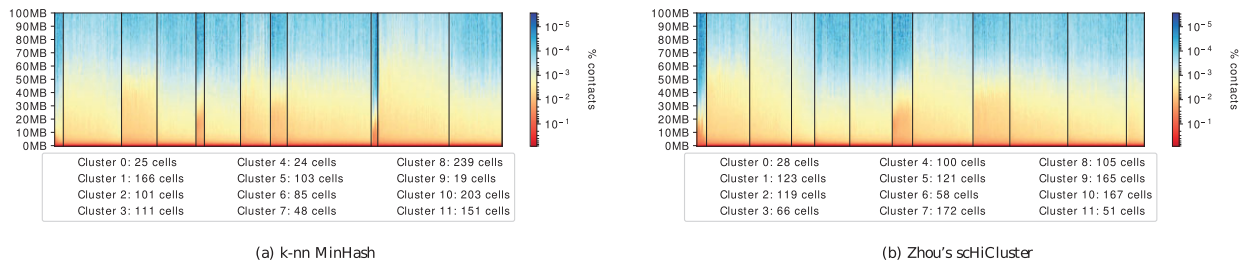 100MB
90MB
80MB
70MB
60MB
50MB
40MB
30MB
20MB
10MB
0MB
10⁻⁵
10⁻⁴
10⁻³
10⁻²
10⁻¹
% contacts
Cluster 0: 25 cells
Cluster 1: 166 cells
Cluster 2: 101 cells
Cluster 3: 111 cells
Cluster 4: 24 cells
Cluster 5: 103 cells
Cluster 6: 85 cells
Cluster 7: 48 cells
Cluster 8: 239 cells
Cluster 9: 19 cells
Cluster 10: 203 cells
Cluster 11: 151 cells
(a) k-nn MinHash
100MB
90MB
80MB
70MB
60MB
50MB
40MB
30MB
20MB
10MB
0MB
10⁻⁵
10⁻⁴
10⁻³
10⁻²
10⁻¹
% contacts
Cluster 0: 28 cells
Cluster 1: 123 cells
Cluster 2: 119 cells
Cluster 3: 66 cells
Cluster 4: 100 cells
Cluster 5: 121 cells
Cluster 6: 58 cells
Cluster 7: 172 cells
Cluster 8: 105 cells
Cluster 9: 165 cells
Cluster 10: 167 cells
Cluster 11: 51 cells
(b) Zhou's scHiCluster